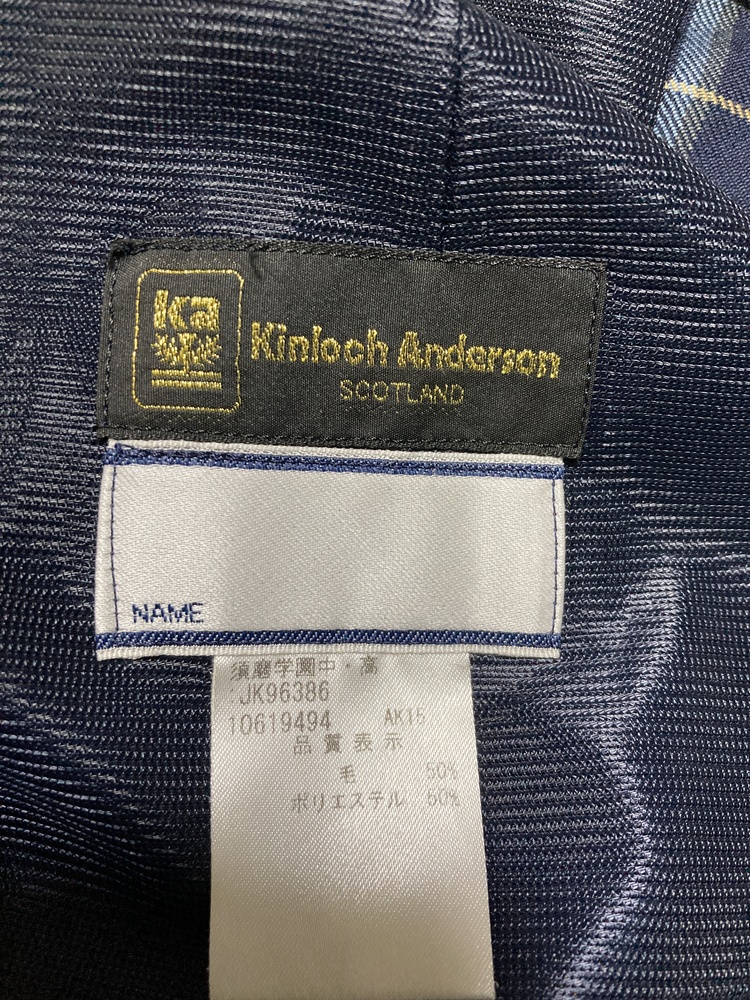 ka
Kinloch Anderson
SCOTLAND
NAME
須磨学園中・高
JK96386
10619494 AK15
品質表示
毛 50%
ポリエステル 50%